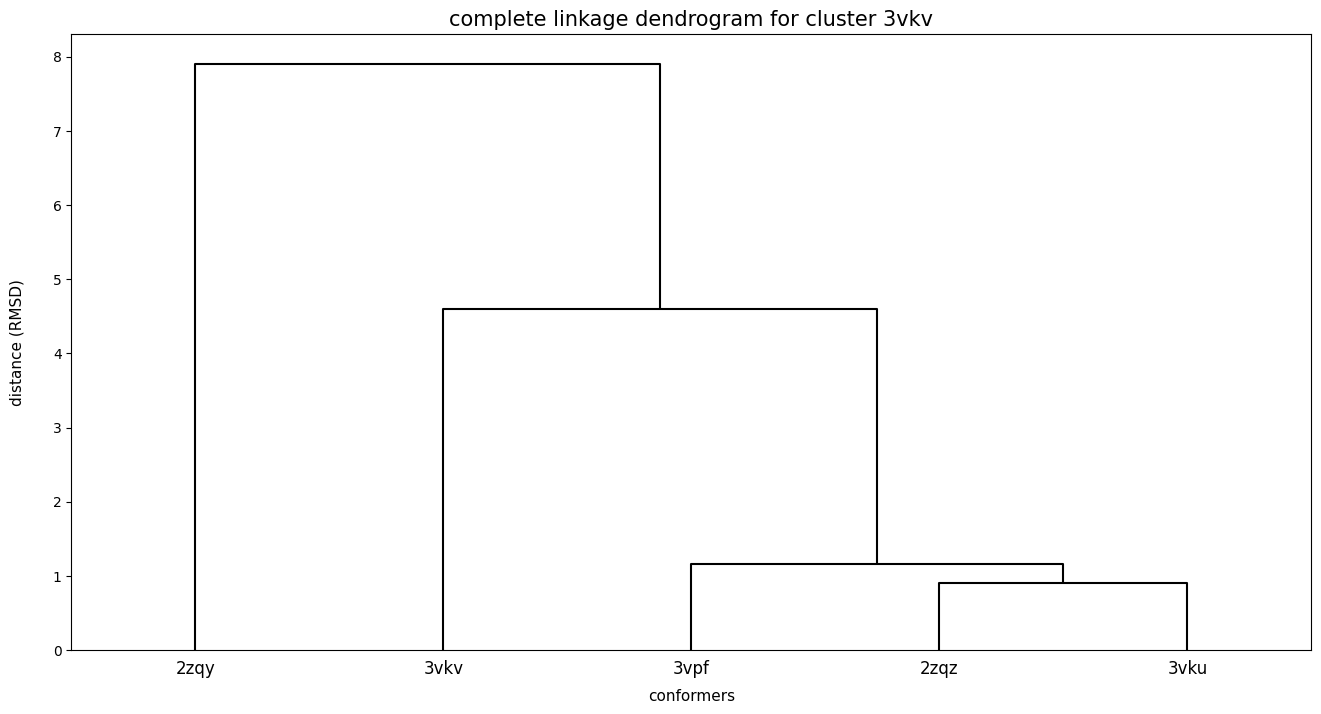 complete linkage dendrogram for cluster 3vkv
8
7
6
5
4
3
2
1
0
distance (RMSD)
2zqy 3vkv 3vpf 2zqz 3vku
conformers